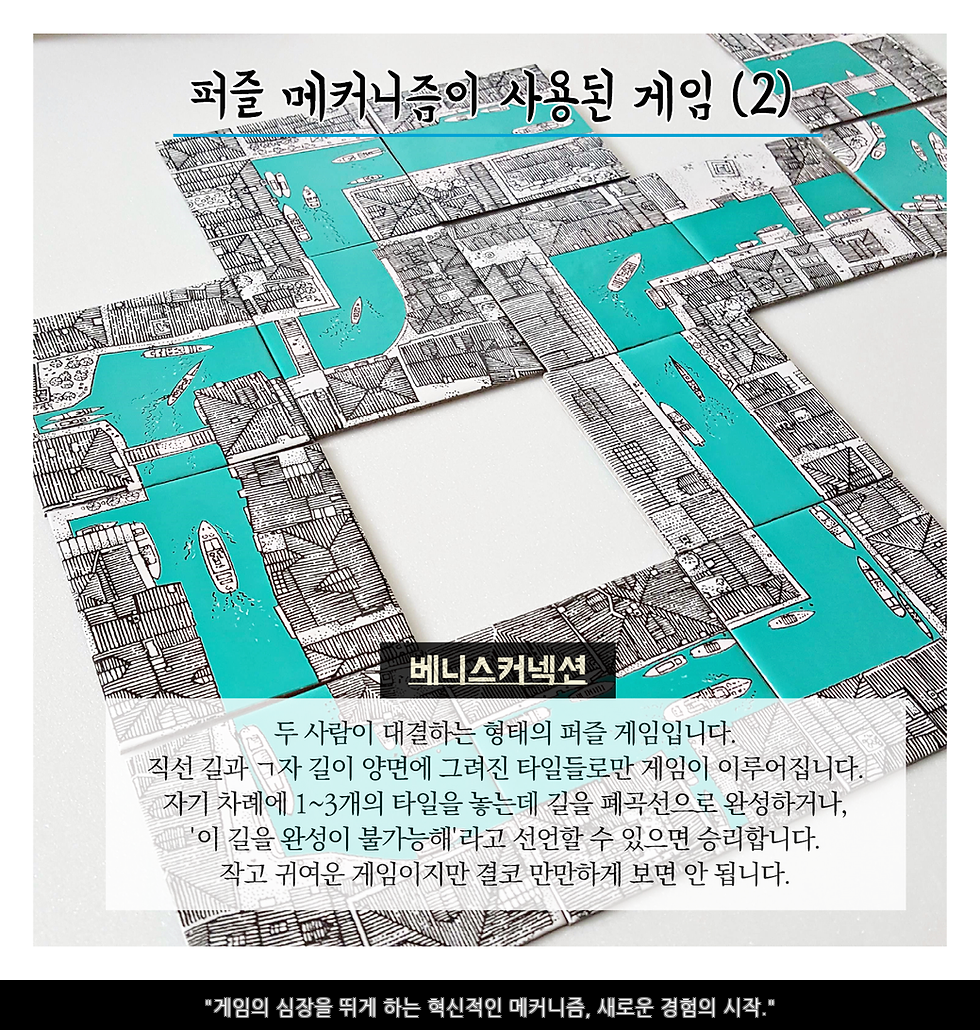 퍼즐 메커니즘이 사용된 게임 (2)
베니스커넥션
두 사람이 대결하는 형태의 퍼즐 게임입니다.
직선 길과 ㄱ자 길이 양면에 그려진 타일들로만 게임이 이루어집니다.
자기 차례에 1~3개의 타일을 놓는데 길을 폐곡선으로 완성하거나,
'이 길을 완성이 불가능해'라고 선언할 수 있으면 승리합니다.
작고 귀여운 게임이지만 결코 만만하게 보면 안 됩니다.
"게임의 심장을 뛰게 하는 혁신적인 메커니즘, 새로운 경험의 시작."